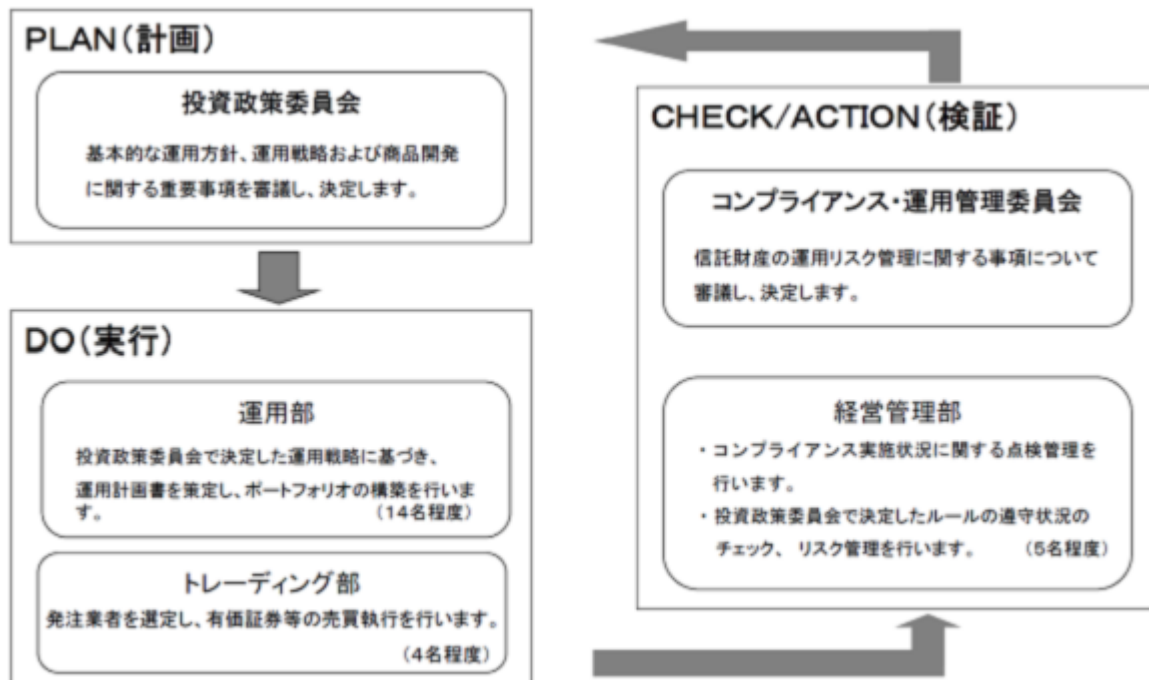 PLAN(計画)
投資政策委員会
基本的な運用方針、運用戦略および商品開発
に関する重要事項を審議し、決定します。
DO(実行)
運用部
投資政策委員会で決定した運用戦略に基づき、
運用計画書を策定し、ポートフォリオの構築を行いま
す。 (14名程度)
トレーディング部
発注業者を選定し、有価証券等の売買執行を行います。
(4名程度)
CHECK/ACTION(検証)
コンプライアンス・運用管理委員会
信託財産の運用リスク管理に関する事項について
審議し、決定します。
経営管理部
・コンプライアンス実施状況に関する点検管理を
行います。
・投資政策委員会で決定したルールの遵守状況の
チェック、 リスク管理を行います。 (5名程度)